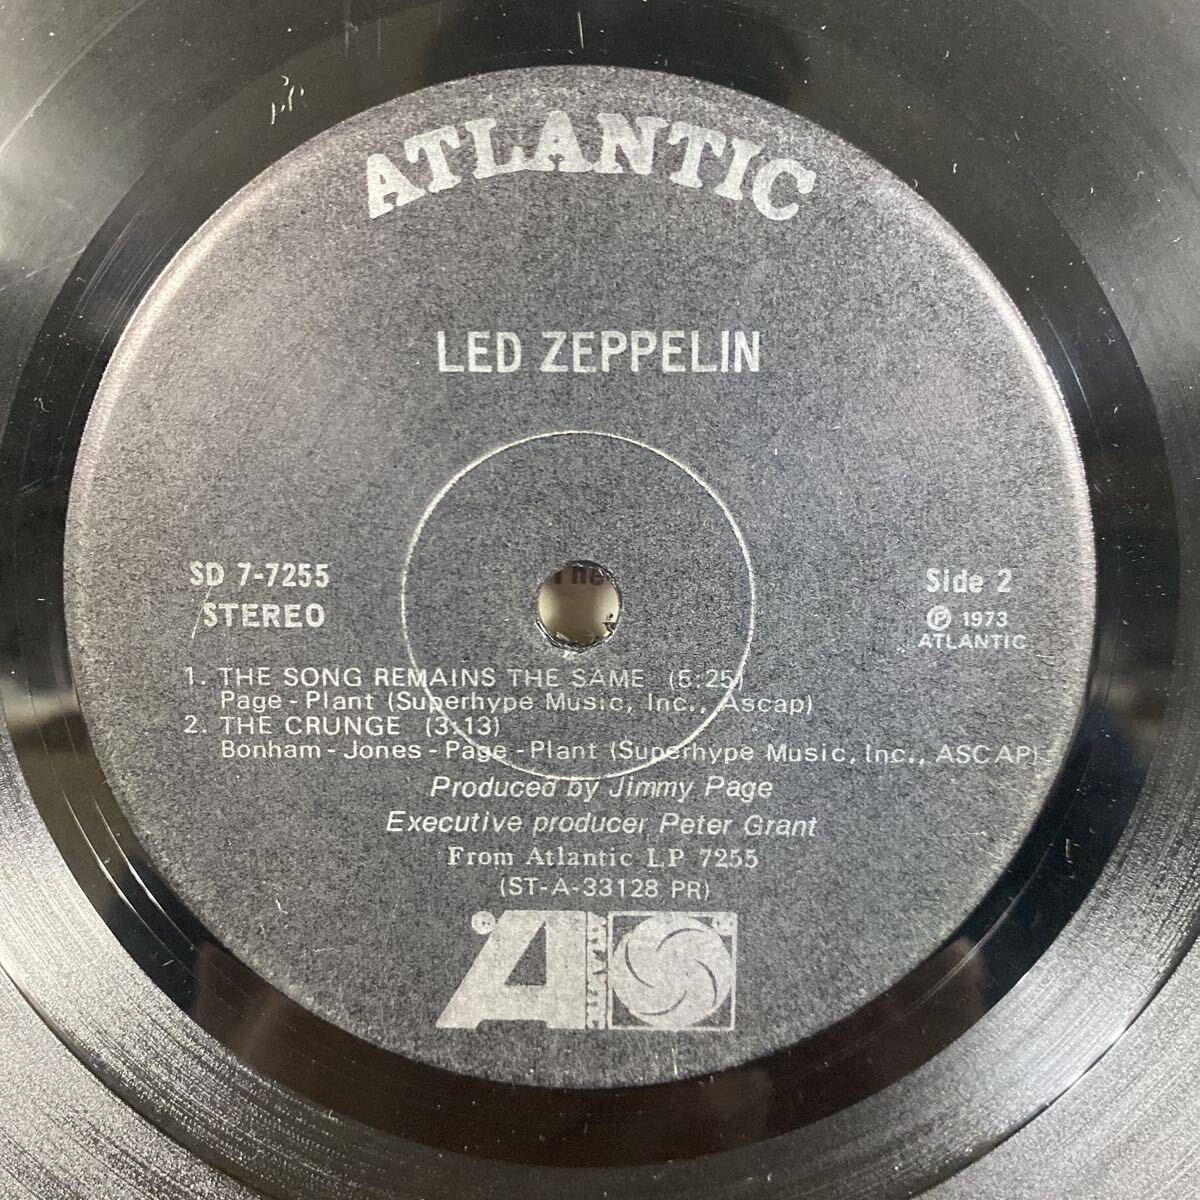 ATLANTIC
LED ZEPPELIN
SD 7-7255
STEREO
Side 2
℗ 1973
ATLANTIC
1. THE SONG REMAINS THE SAME (5:25)
Page - Plant (Superhype Music, Inc., Ascap)
2. THE CRUNGE (3:13)
Bonham - Jones - Page - Plant (Superhype Music, Inc., ASCAP)
Produced by Jimmy Page
Executive producer Peter Grant
From Atlantic LP 7255
(ST-A-33128 PR)
A ATLANTIC